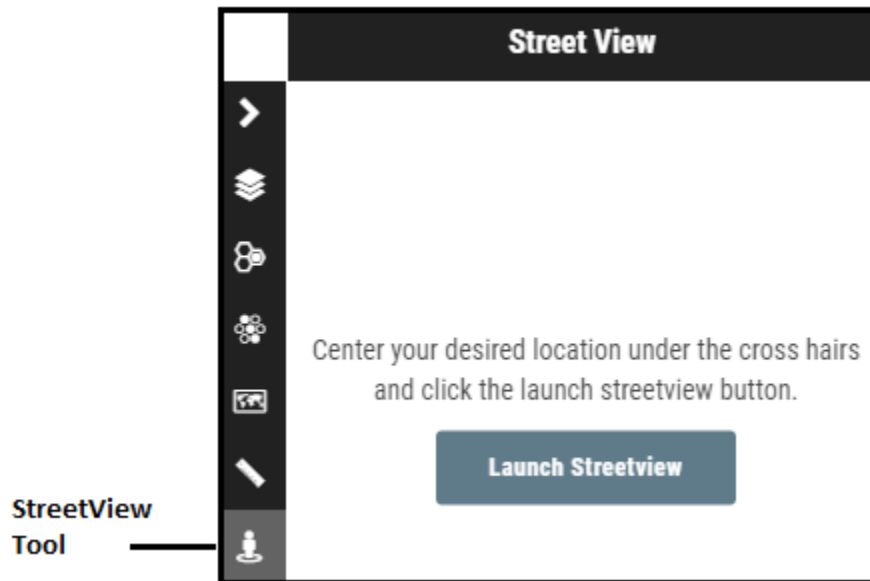 Street View
Center your desired location under the cross hairs
and click the launch streetview button.
Launch Streetview
StreetView
Tool